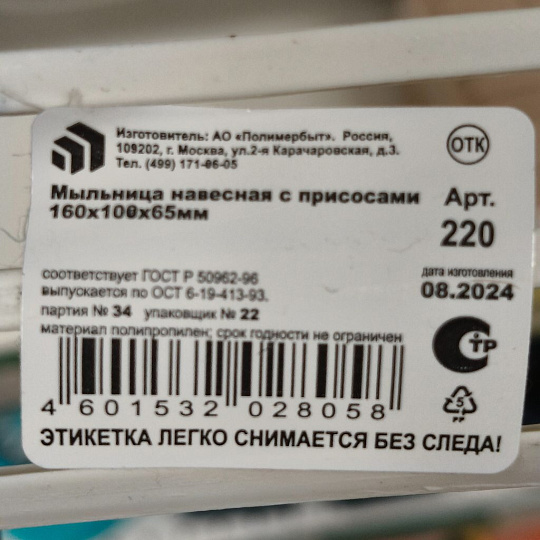 Изготовитель: АО «Полимербыт». Россия,
109202, г. Москва, ул.2-я Карачаровская, д.3.
Тел. (499) 171-06-05
ОТК
Мыльница навесная с присосами
160х100х65мм
Арт.
220
соответствует ГОСТ Р 50962-96
выпускается по ОСТ 6-19-413-93.
партия № 34 упаковщик № 22
материал полипропилен; срок годности не ограничен
дата изготовления
08.2024
СТР
5
PP
4 601532 028058
ЭТИКЕТКА ЛЕГКО СНИМАЕТСЯ БЕЗ СЛЕДА!